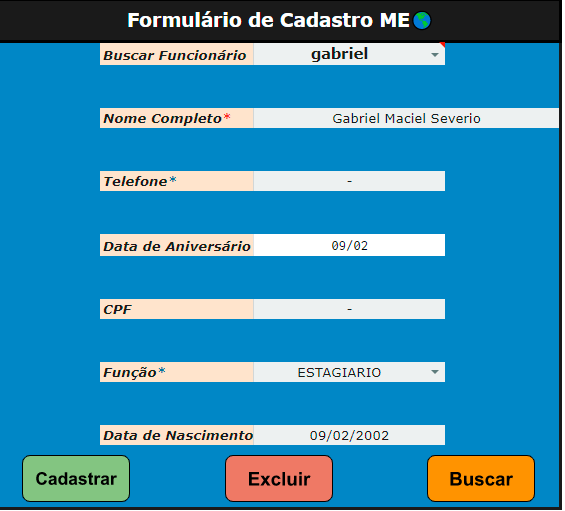 Formulário de Cadastro ME🌎
Buscar Funcionário gabriel
Nome Completo* Gabriel Maciel Severio
Telefone* -
Data de Aniversário 09/02
CPF -
Função* ESTAGIARIO
Data de Nascimento 09/02/2002
Cadastrar Excluir Buscar